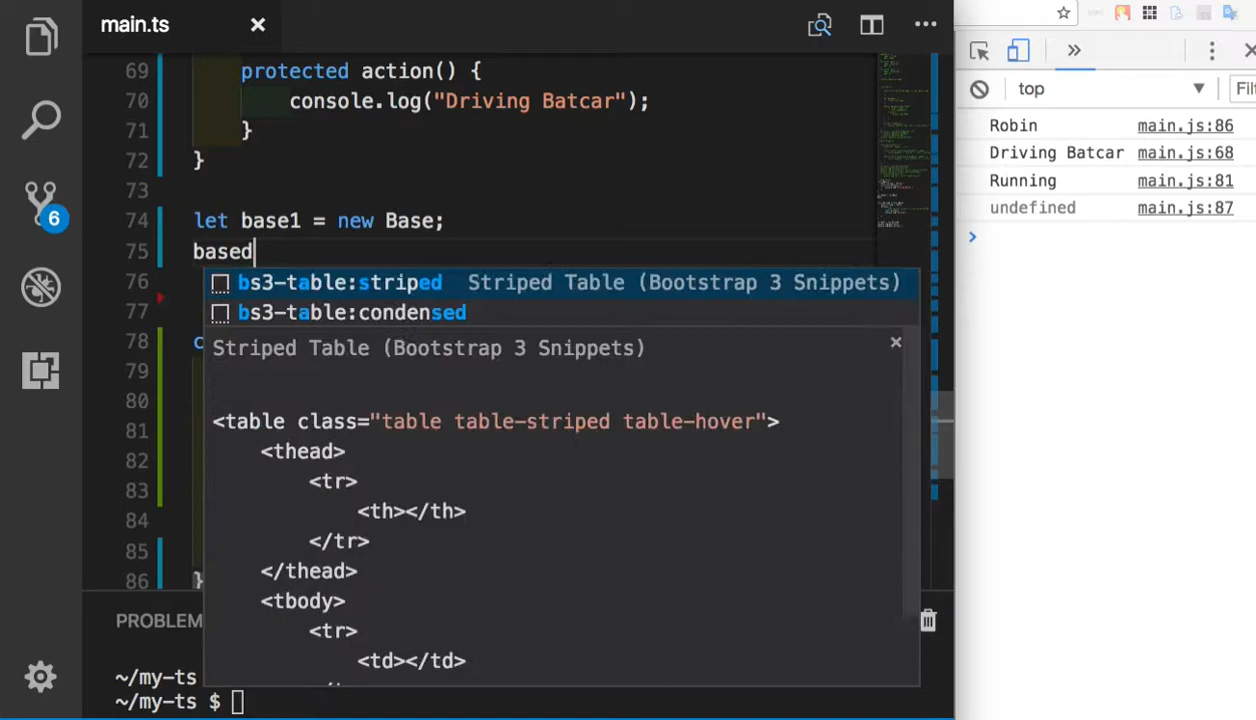 main.ts
69 protected action() {
70 console.log("Driving Batcar");
71 }
72 }
73
74 let base1 = new Base;
75 based
76
77
78 c
79
80
81
82
83
84
85
86 }
bs3-table:striped Striped Table (Bootstrap 3 Snippets)
bs3-table:condensed
Striped Table (Bootstrap 3 Snippets)
<table class="table table-striped table-hover">
<thead>
<tr>
<th></th>
</tr>
</thead>
<tbody>
<tr>
<td></td>
6
PROBLEM
~/my-ts
~/my-ts $
top
Filt
Robin main.js:86
Driving Batcar main.js:68
Running main.js:81
undefined main.js:87